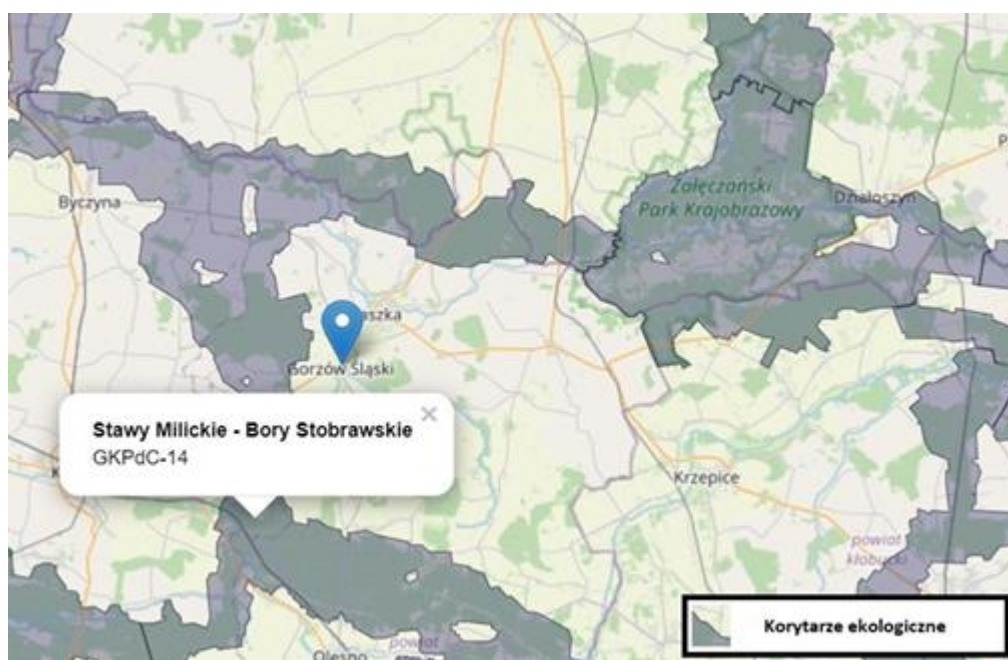 Załęczański
Park Krajobrazowy
Działoszyn
Byczyna
Gorzów Śląski
Stawy Milickie - Bory Stobrawskie
GKPdC-14
×
Krzepice
powiat
kłobucki
Korytarze ekologiczne
powiat
Olesno